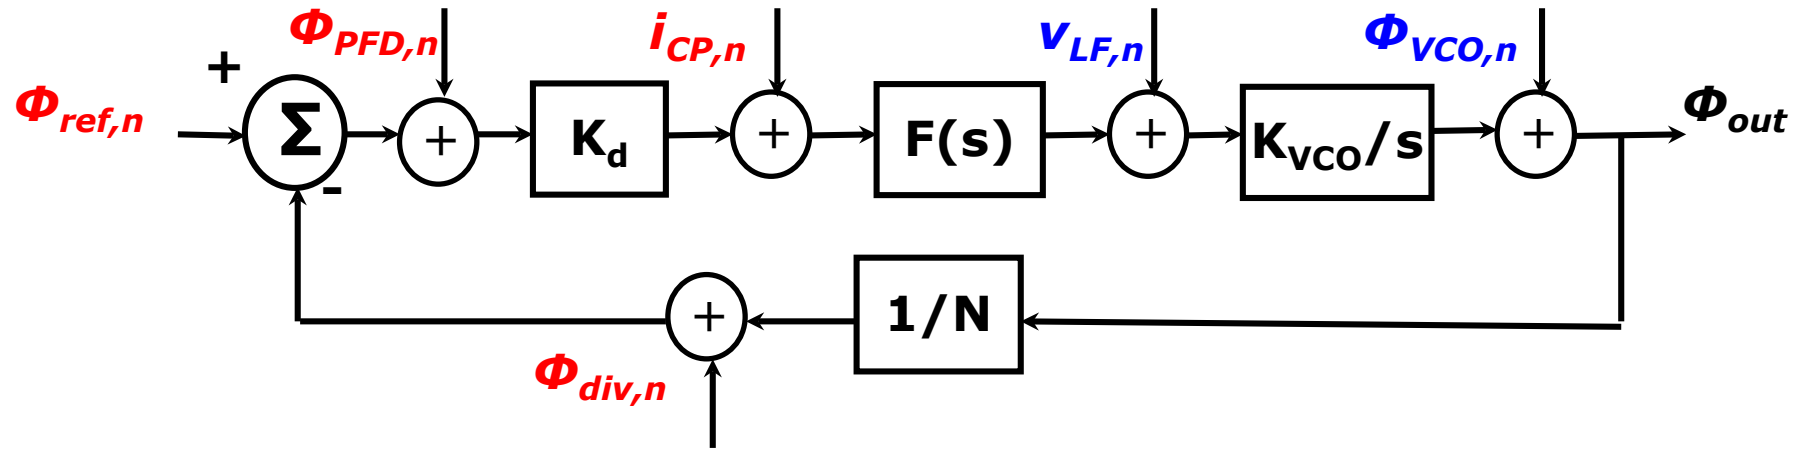 Φ_PFD,n
i_CP,n
v_LF,n
Φ_VCO,n
+
Φ_ref,n
Σ
+
K_d
+
F(s)
+
K_VCO/s
+
Φ_out
-
+
1/N
Φ_div,n